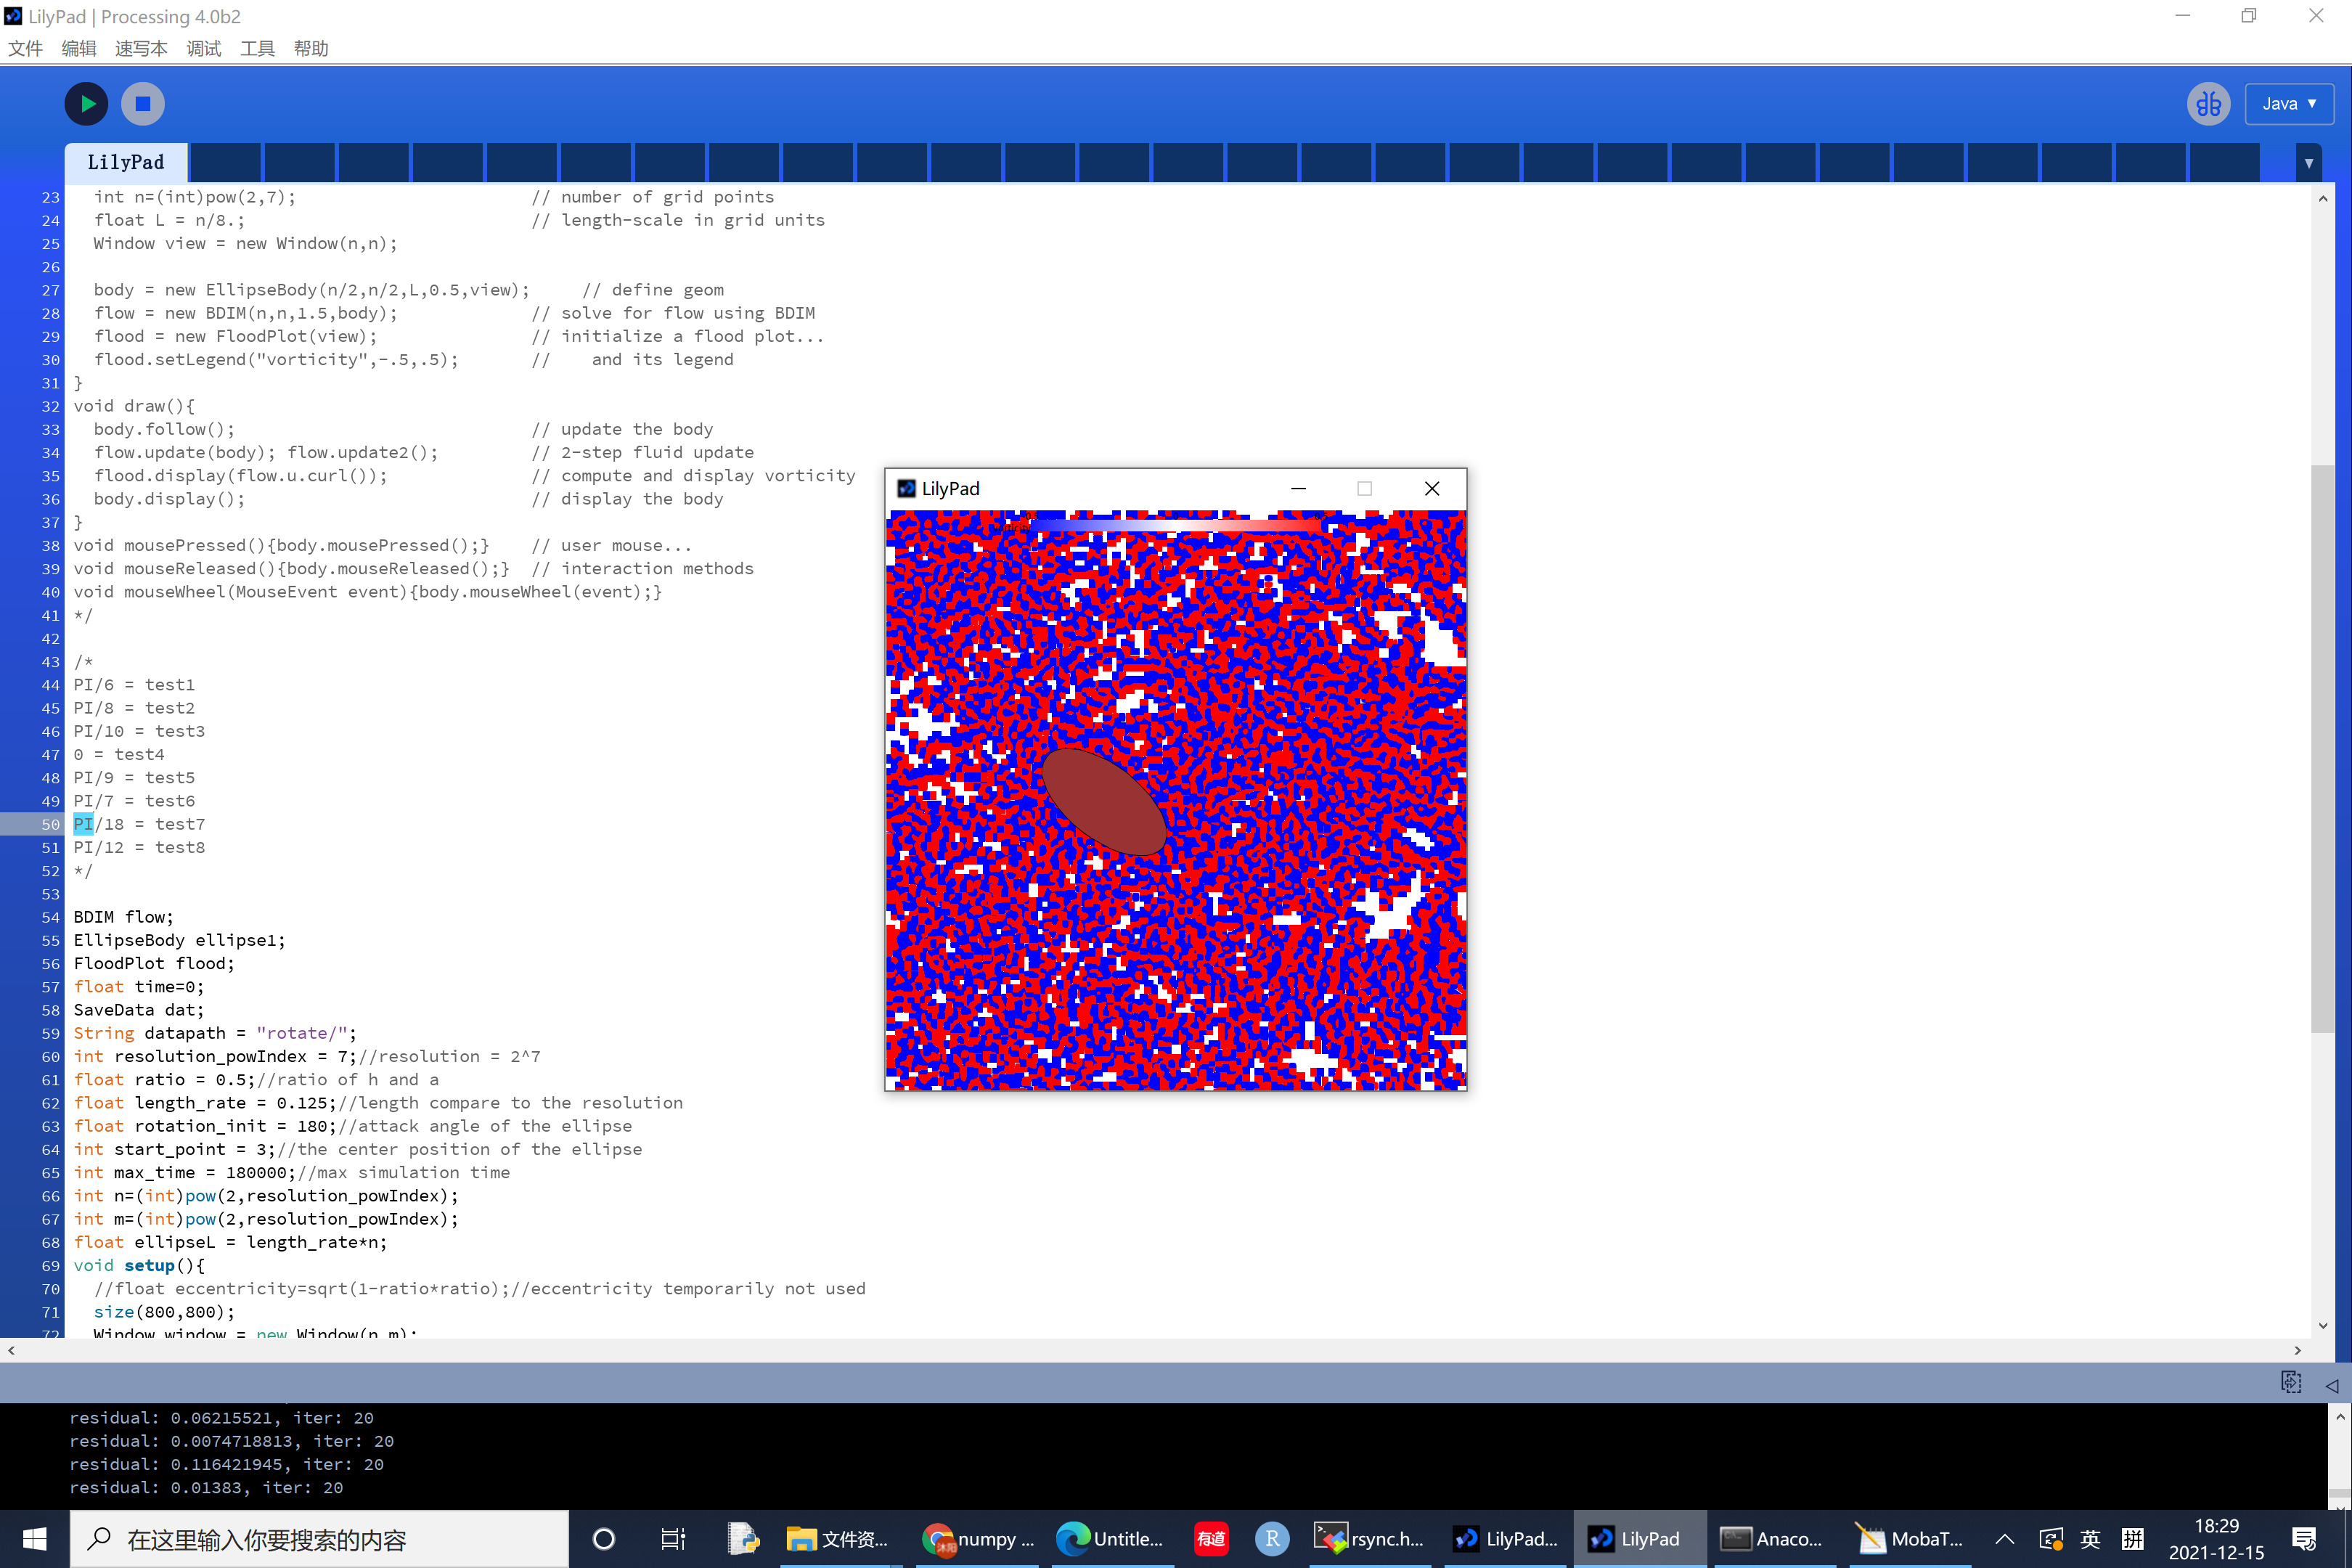 LilyPad | Processing 4.0b2
文件 编辑 速写本 调试 工具 帮助
Java ▼
LilyPad
23 int n=(int)pow(2,7); // number of grid points
24 float L = n/8.; // length-scale in grid units
25 Window view = new Window(n,n);
26
27 body = new EllipseBody(n/2,n/2,L,0.5,view); // define geom
28 flow = new BDIM(n,n,1.5,body); // solve for flow using BDIM
29 flood = new FloodPlot(view); // initialize a flood plot...
30 flood.setLegend("vorticity",-.5,.5); // and its legend
31 }
32 void draw(){
33 body.follow(); // update the body
34 flow.update(body); flow.update2(); // 2-step fluid update
35 flood.display(flow.u.curl()); // compute and display vorticity
36 body.display(); // display the body
37 }
38 void mousePressed(){body.mousePressed();} // user mouse...
39 void mouseReleased(){body.mouseReleased();} // interaction methods
40 void mouseWheel(MouseEvent event){body.mouseWheel(event);}
41 */
42
43 /*
44 PI/6 = test1
45 PI/8 = test2
46 PI/10 = test3
47 0 = test4
48 PI/9 = test5
49 PI/7 = test6
50 PI/18 = test7
51 PI/12 = test8
52 */
53
54 BDIM flow;
55 EllipseBody ellipse1;
56 FloodPlot flood;
57 float time=0;
58 SaveData dat;
59 String datapath = "rotate/";
60 int resolution_powIndex = 7;//resolution = 2^7
61 float ratio = 0.5;//ratio of h and a
62 float length_rate = 0.125;//length compare to the resolution
63 float rotation_init = 180;//attack angle of the ellipse
64 int start_point = 3;//the center position of the ellipse
65 int max_time = 180000;//max simulation time
66 int n=(int)pow(2,resolution_powIndex);
67 int m=(int)pow(2,resolution_powIndex);
68 float ellipseL = length_rate*n;
69 void setup(){
70 //float eccentricity=sqrt(1-ratio*ratio);//eccentricity temporarily not used
71 size(800,800);
72 Window window = new Window(n,m);
LilyPad
residual: 0.06215521, iter: 20
residual: 0.0074718813, iter: 20
residual: 0.116421945, iter: 20
residual: 0.01383, iter: 20
在这里输入你要搜索的内容
文件资...
numpy ...
Untitle...
有道
R
rsync.h...
LilyPad...
LilyPad
Anaco...
MobaT...
英
拼
18:29
2021-12-15